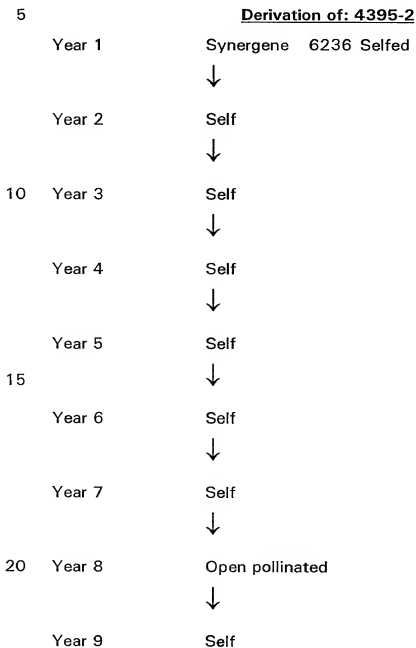 5 Derivation of: 4395-2
Year 1 Synergene 6236 Selfed
↓
Year 2 Self
↓
10 Year 3 Self
↓
Year 4 Self
↓
Year 5 Self
15 ↓
Year 6 Self
↓
Year 7 Self
↓
20 Year 8 Open pollinated
↓
Year 9 Self